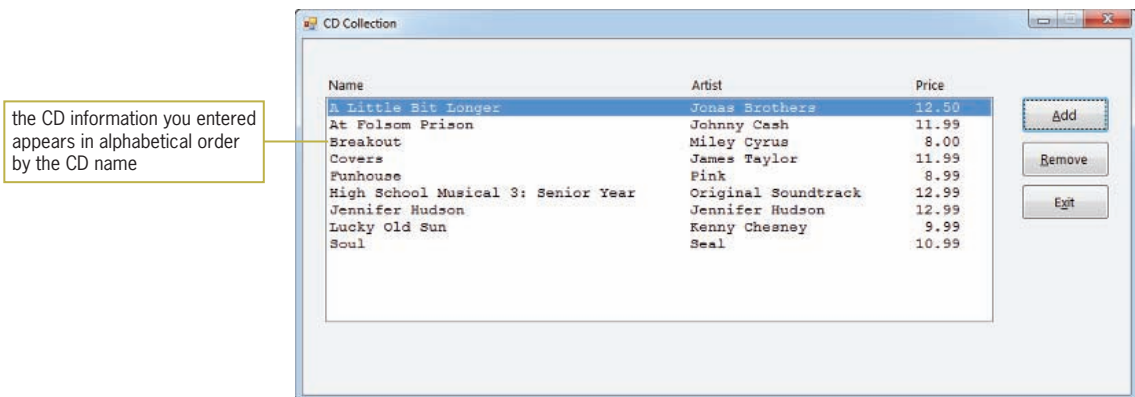 CD Collection
the CD information you entered
appears in alphabetical order
by the CD name
Name Artist Price
A Little Bit Longer Jonas Brothers 12.50
At Folsom Prison Johnny Cash 11.99
Breakout Miley Cyrus 8.00
Covers James Taylor 11.99
Funhouse Pink 8.99
High School Musical 3: Senior Year Original Soundtrack 12.99
Jennifer Hudson Jennifer Hudson 12.99
Lucky Old Sun Kenny Chesney 9.99
Soul Seal 10.99
Add
Remove
Exit